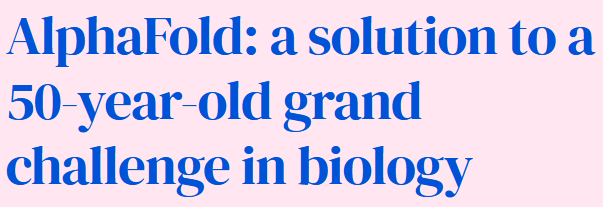 AlphaFold: a solution to a
50-year-old grand
challenge in biology